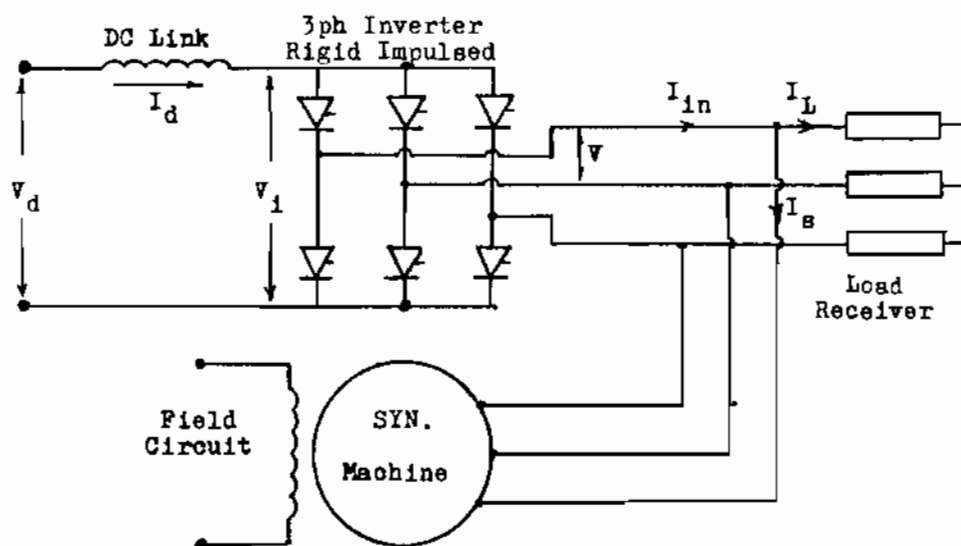 3ph Inverter
Rigid Impulsed
DC Link
I_d
V_d
V_i
I_in
I_L
V
I_s
Load
Receiver
Field
Circuit
SYN.
Machine